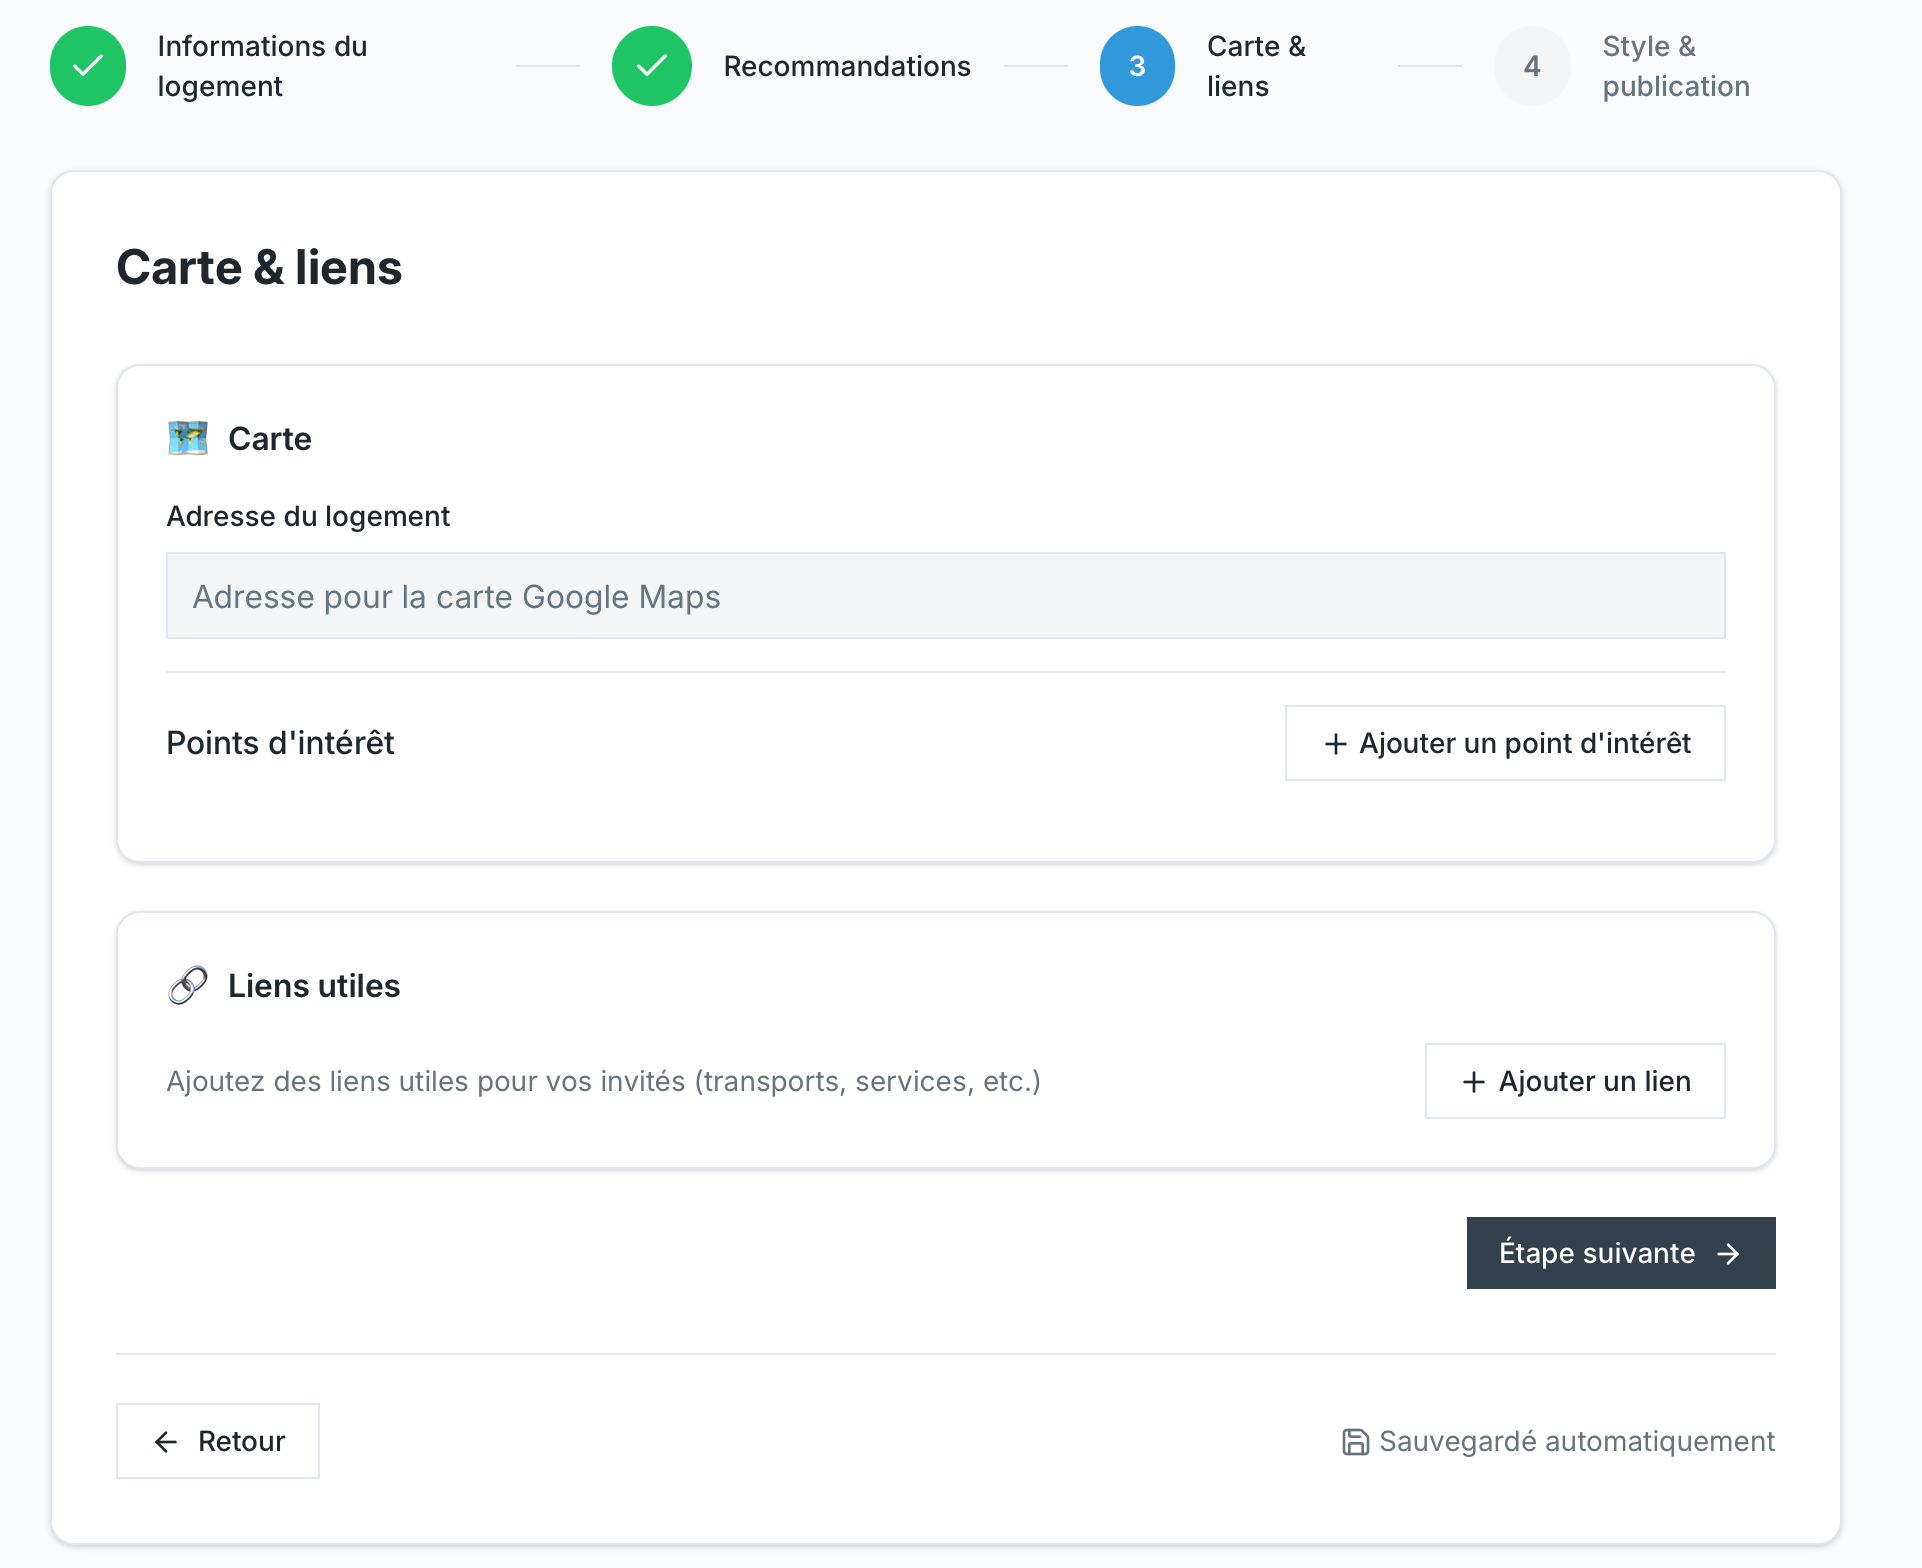 Informations du
logement
Recommandations
3
Carte &
liens
4
Style &
publication
Carte & liens
Carte
Adresse du logement
Adresse pour la carte Google Maps
Points d'intérêt
+ Ajouter un point d'intérêt
Liens utiles
Ajoutez des liens utiles pour vos invités (transports, services, etc.)
+ Ajouter un lien
Étape suivante →
← Retour
Sauvegardé automatiquement